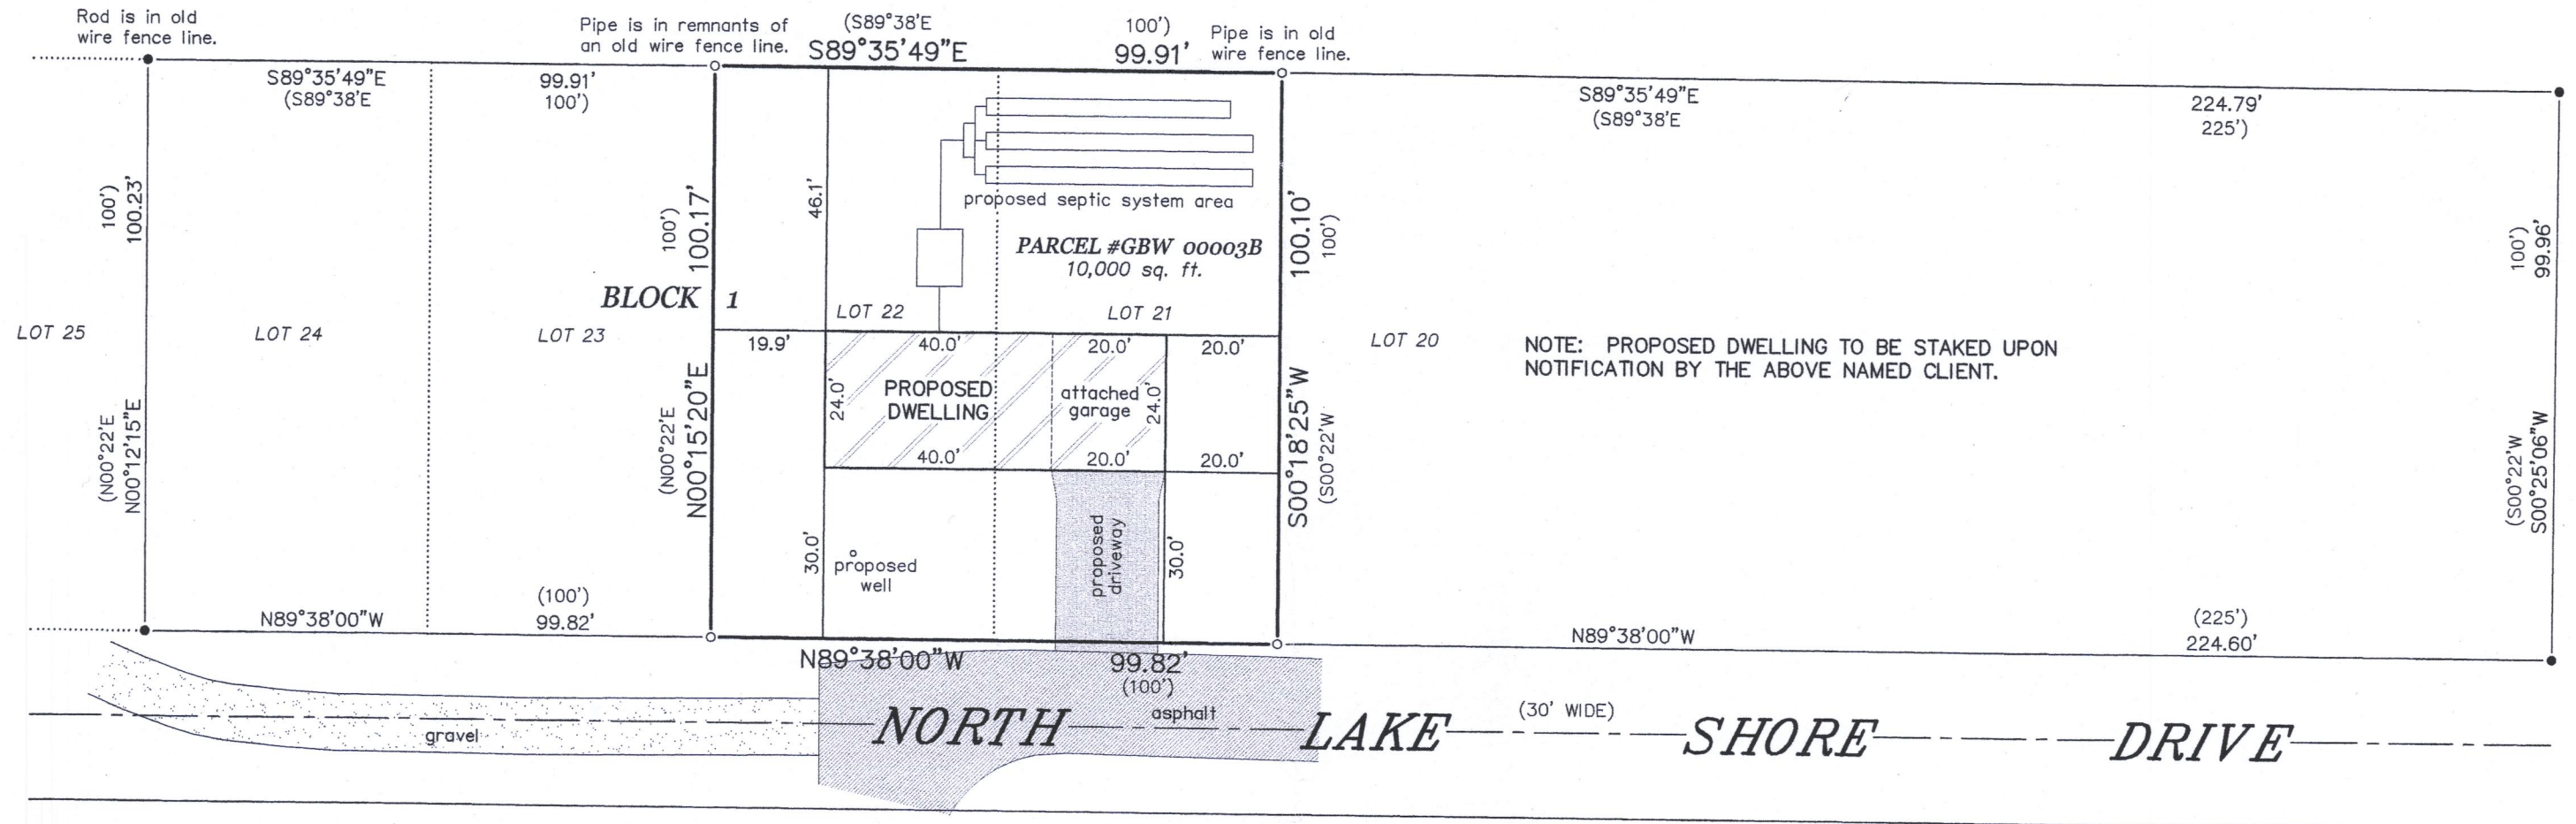 Rod is in old
wire fence line.
Pipe is in remnants of
an old wire fence line.
(S89°38'E 100')
S89°35'49"E 99.91'
Pipe is in old
wire fence line.
S89°35'49"E 99.91'
(S89°38'E 100')
S89°35'49"E 224.79'
(S89°38'E 225')
100')
100.23'
(N00°22'E
N00°12'15"E
100')
100.17'
(N00°22'E
N00°15'20"E
46.1'
proposed septic system area
PARCEL #GBW 00003B
10,000 sq. ft.
100.10'
100')
S00°18'25"W
(S00°22'W
100')
99.96'
(S00°22'W
S00°25'06"W
BLOCK 1
LOT 25
LOT 24
LOT 23
LOT 22
LOT 21
LOT 20
19.9'
40.0'
20.0'
20.0'
24.0'
PROPOSED
DWELLING
attached
garage
24.0'
40.0'
20.0'
20.0'
NOTE: PROPOSED DWELLING TO BE STAKED UPON
NOTIFICATION BY THE ABOVE NAMED CLIENT.
30.0'
proposed
well
proposed
driveway
30.0'
(100')
N89°38'00"W 99.82'
N89°38'00"W 99.82'
(100')
(225')
N89°38'00"W 224.60'
gravel
asphalt
(30' WIDE)
NORTH LAKE SHORE DRIVE